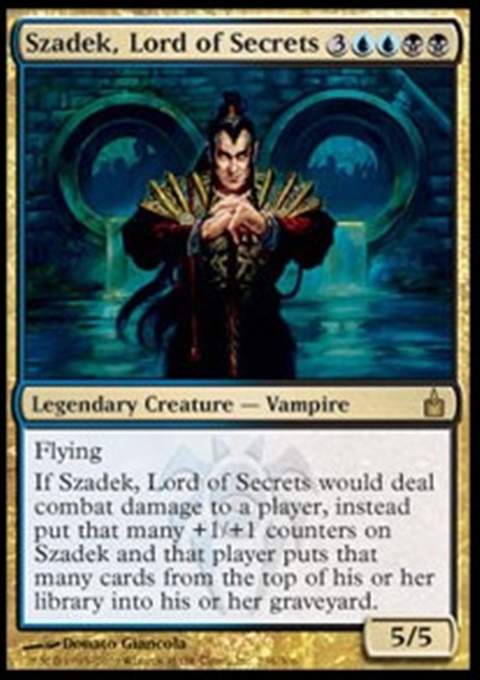 Szadek, Lord of Secrets 3
Legendary Creature — Vampire
Flying
If Szadek, Lord of Secrets would deal
combat damage to a player, instead
put that many +1/+1 counters on
Szadek and that player puts that
many cards from the top of his or her
library into his or her graveyard.
Donato Giancola
5/5